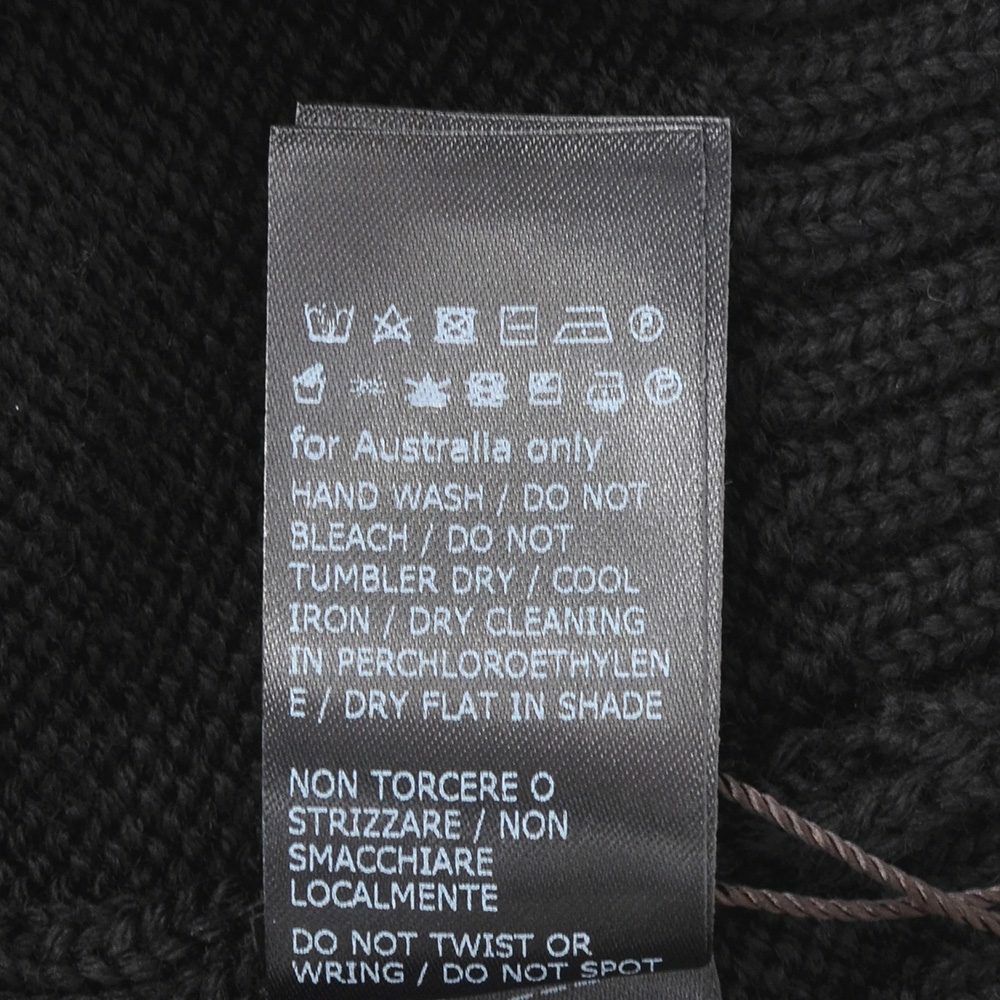 for Australia only
HAND WASH / DO NOT
BLEACH / DO NOT
TUMBLER DRY / COOL
IRON / DRY CLEANING
IN PERCHLOROETHYLEN
E / DRY FLAT IN SHADE
NON TORCERE O
STRIZZARE / NON
SMACCHIARE
LOCALMENTE
DO NOT TWIST OR
WRING / DO NOT SPOT